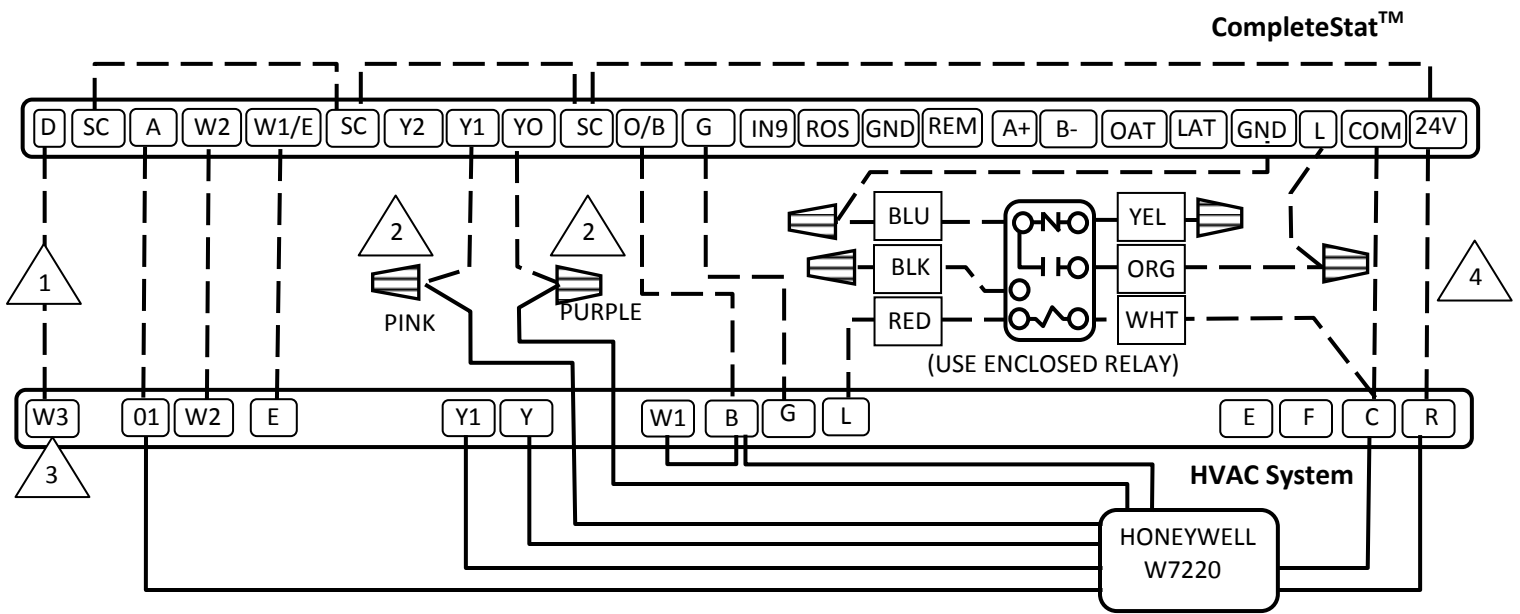 CompleteStat™
D SC A W2 W1/E SC Y2 Y1 YO SC O/B G IN9 ROS GND REM A+ B- OAT LAT GND L COM 24V
BLU YEL
2 2
BLK ORG
1 4
PINK PURPLE
RED WHT
(USE ENCLOSED RELAY)
W3 01 W2 E Y1 Y W1 B G L E F C R
3
HVAC System
HONEYWELL
W7220